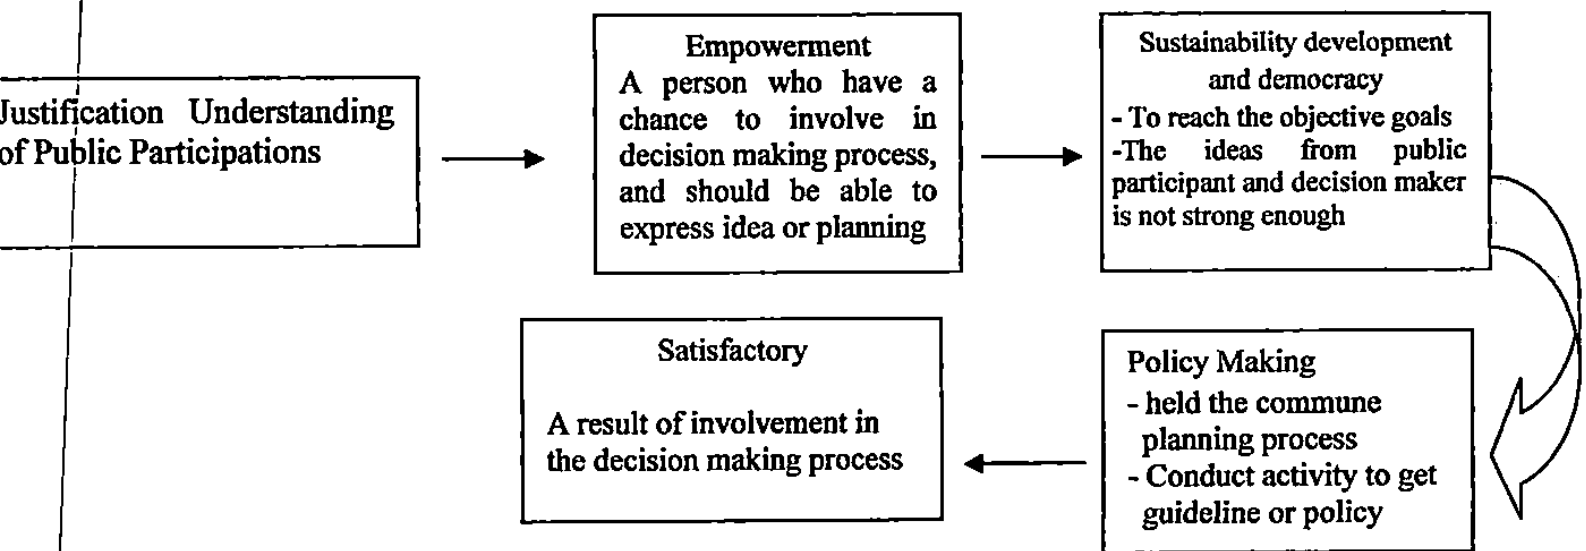 Justification Understanding
of Public Participations
Empowerment
A person who have a
chance to involve in
decision making process,
and should be able to
express idea or planning
Sustainability development
and democracy
- To reach the objective goals
-The ideas from public
participant and decision maker
is not strong enough
Policy Making
- held the commune
planning process
- Conduct activity to get
guideline or policy
Satisfactory
A result of involvement in
the decision making process